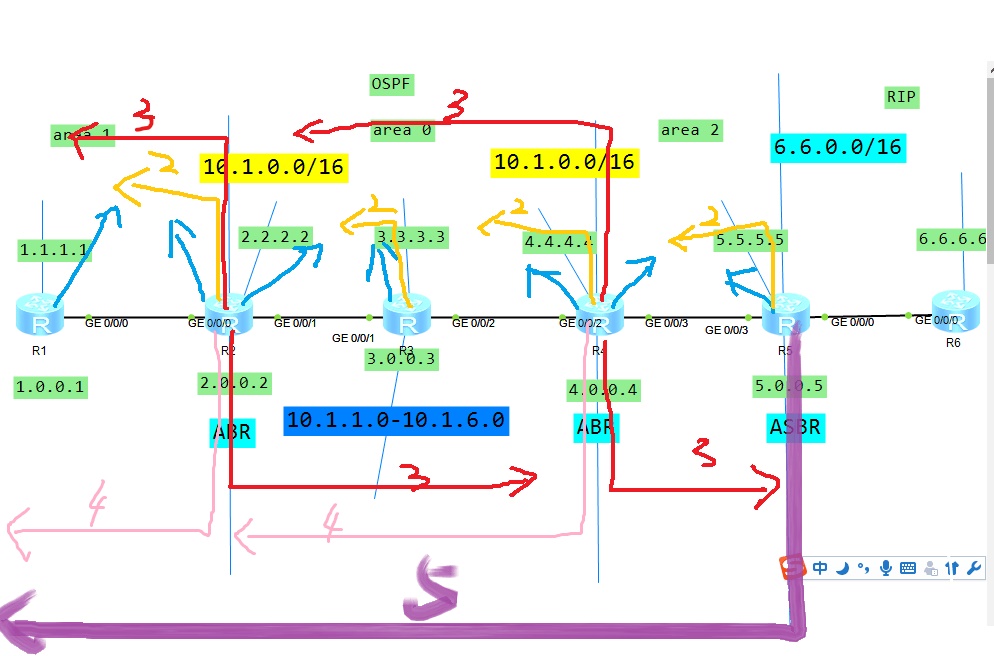 OSPF
RIP
3
3
area 1
area 0
area 2
6.6.0.0/16
10.1.0.0/16
10.1.0.0/16
2
2
2
2
1.1.1.1
2.2.2.2
3.3.3.3
4.4.4.4
5.5.5.5
6.6.6.6
R
R
R
R
R
R
GE 0/0/0
GE 0/0/0
GE 0/0/1
GE 0/0/1
GE 0/0/2
GE 0/0/2
GE 0/0/3
GE 0/0/3
GE 0/0/0
GE 0/0/0
R1
R2
R3
R4
R5
R6
1.0.0.1
2.0.0.2
3.0.0.3
4.0.0.4
5.0.0.5
10.1.1.0-10.1.6.0
ABR
ABR
ASBR
3
3
4
4
中
5